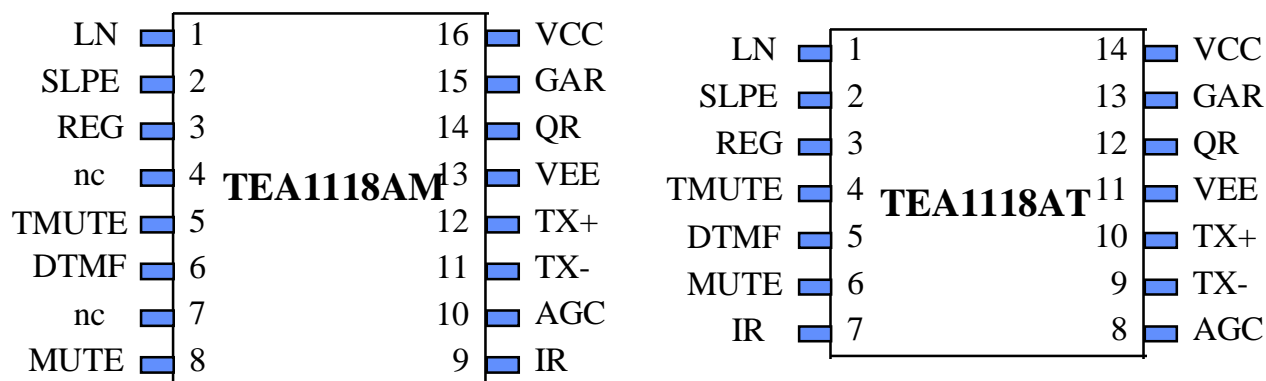 LN 1 16 VCC
SLPE 2 15 GAR
REG 3 14 QR
nc 4 TEA1118AM 13 VEE
TMUTE 5 12 TX+
DTMF 6 11 TX-
nc 7 10 AGC
MUTE 8 9 IR
LN 1 14 VCC
SLPE 2 13 GAR
REG 3 12 QR
TMUTE 4 TEA1118AT 11 VEE
DTMF 5 10 TX+
MUTE 6 9 TX-
IR 7 8 AGC